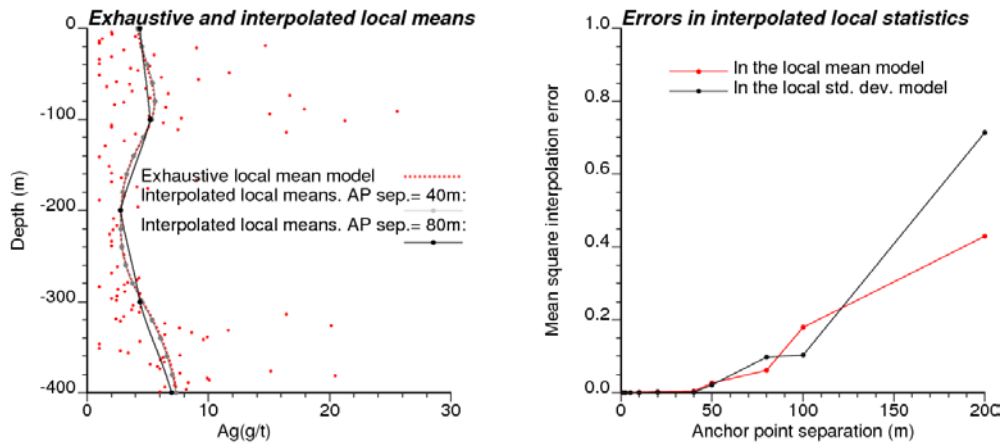 Exhaustive and interpolated local means
0
-100
-200
-300
-400
Depth (m)
Exhaustive local mean model
Interpolated local means. AP sep.= 40m:
Interpolated local means. AP sep.= 80m:
0
10
20
30
Ag(g/t)
Errors in interpolated local statistics
1.0
0.8
0.6
0.4
0.2
0.0
Mean square interpolation error
In the local mean model
In the local std. dev. model
0
50
100
150
200
Anchor point separation (m)